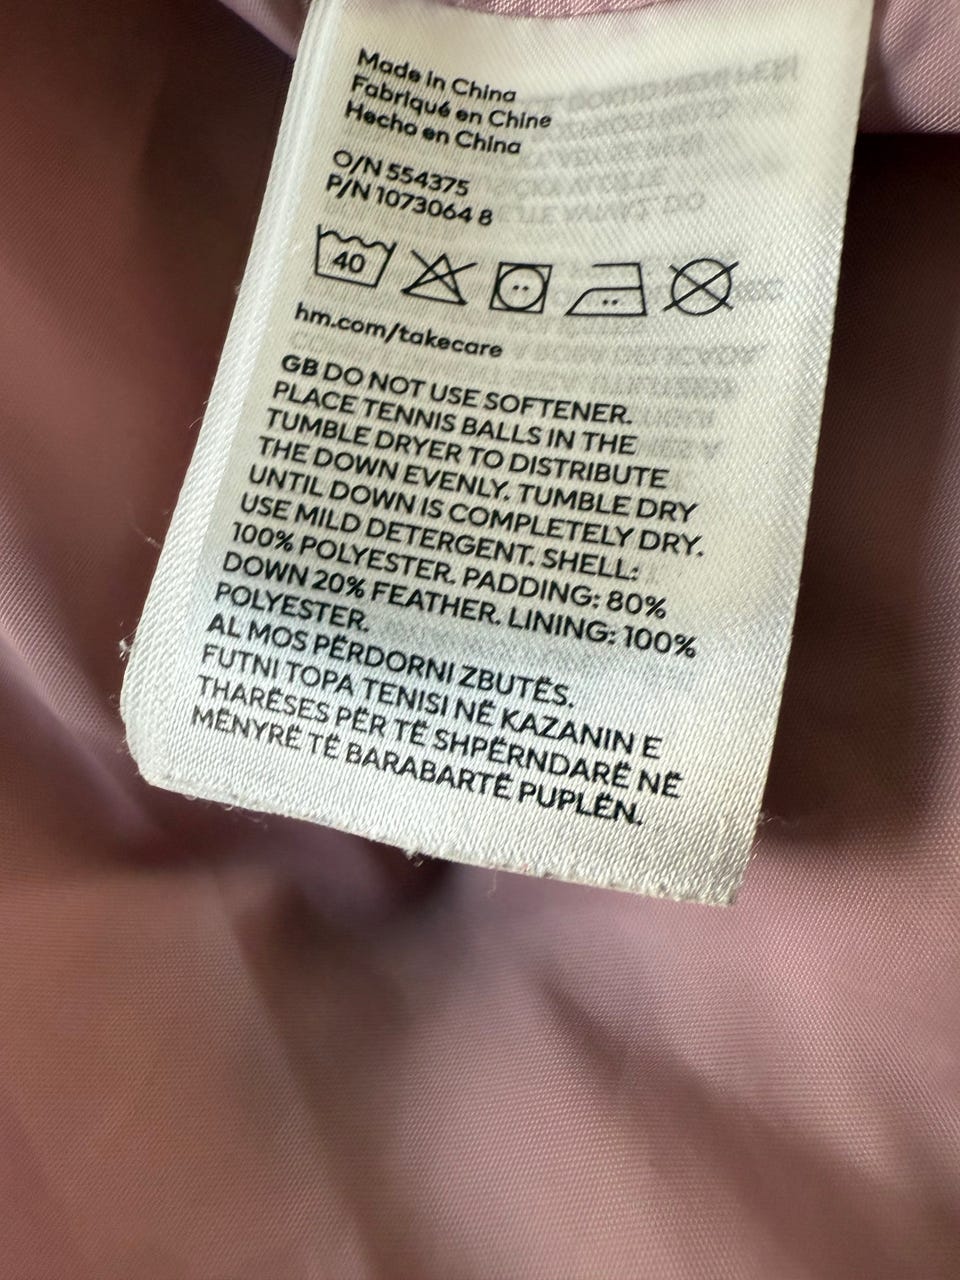 Made in China
Fabriqué en Chine
Hecho en China
O/N 554375
P/N 1073064 8
40
hm.com/takecare
GB DO NOT USE SOFTENER.
PLACE TENNIS BALLS IN THE
TUMBLE DRYER TO DISTRIBUTE
THE DOWN EVENLY. TUMBLE DRY
UNTIL DOWN IS COMPLETELY DRY.
USE MILD DETERGENT. SHELL:
100% POLYESTER. PADDING: 80%
DOWN 20% FEATHER. LINING: 100%
POLYESTER.
AL MOS PËRDORNI ZBUTËS.
FUTNI TOPA TENISI NË KAZANIN E
THARËSES PËR TË SHPËRNDARË NË
MËNYRË TË BARABARTË PUPLËN.